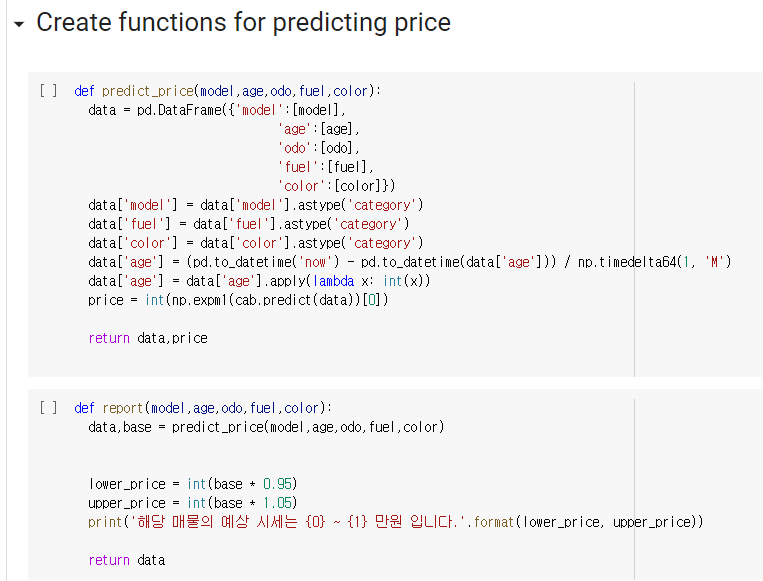 Create functions for predicting price
[ ] def predict_price(model,age,odo,fuel,color):
data = pd.DataFrame({'model':[model],
'age':[age],
'odo':[odo],
'fuel':[fuel],
'color':[color]})
data['model'] = data['model'].astype('category')
data['fuel'] = data['fuel'].astype('category')
data['color'] = data['color'].astype('category')
data['age'] = (pd.to_datetime('now') - pd.to_datetime(data['age'])) / np.timedelta64(1, 'M')
data['age'] = data['age'].apply(lambda x: int(x))
price = int(np.expm1(cab.predict(data))[0])
return data,price
[ ] def report(model,age,odo,fuel,color):
data,base = predict_price(model,age,odo,fuel,color)
lower_price = int(base * 0.95)
upper_price = int(base * 1.05)
print('해당 매물의 예상 시세는 {0} ~ {1} 만원 입니다.'.format(lower_price, upper_price))
return data